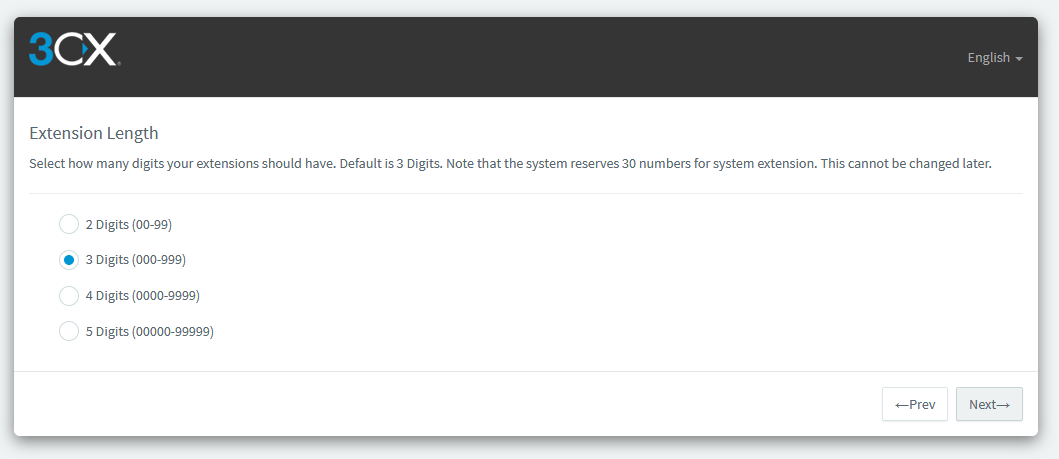 3CX®
English
Extension Length
Select how many digits your extensions should have. Default is 3 Digits. Note that the system reserves 30 numbers for system extension. This cannot be changed later.
2 Digits (00-99)
3 Digits (000-999)
4 Digits (0000-9999)
5 Digits (00000-99999)
←Prev
Next→